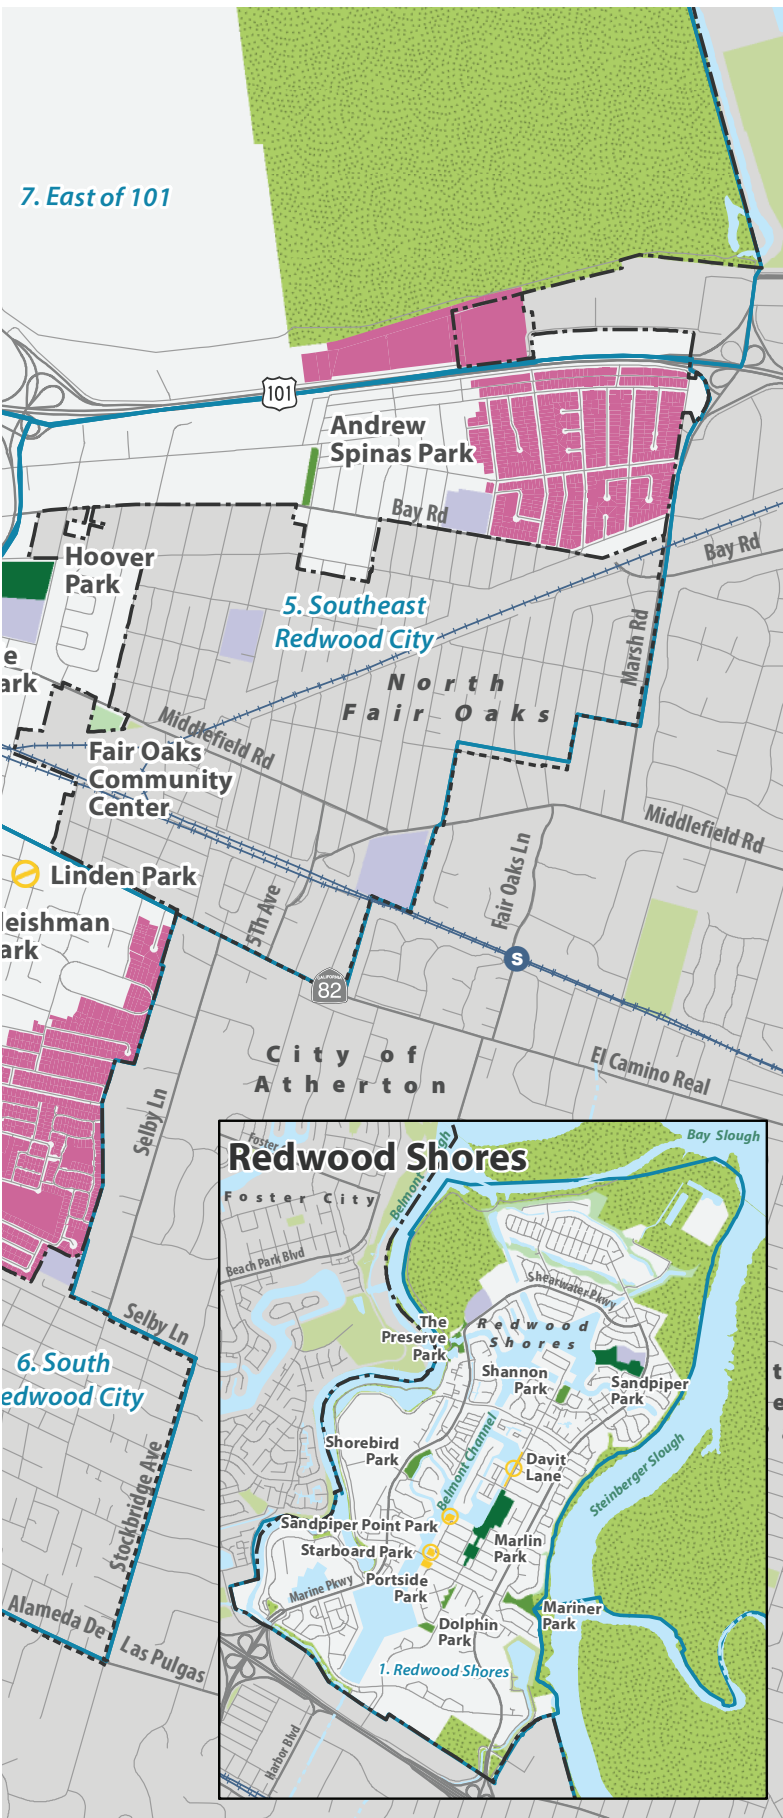 7. East of 101
101
Andrew
Spinas Park
Bay Rd
Hoover
Park
Bay Rd
5. Southeast
Redwood City
Marsh Rd
e
ark
North
Fair Oaks
Middlefield Rd
Fair Oaks
Community
Center
Middlefield Rd
Linden Park
5Th Ave
Fair Oaks Ln
leishman
ark
S
CALIFORNIA
82
City of
Atherton
El Camino Real
Selby Ln
Selby Ln
6. South
edwood City
Stockbridge Ave
Alameda De
Las Pulgas
Redwood Shores
Foster
Belmont
gh
Bay Slough
Foster City
Beach Park Blvd
Shearwater Pkwy
The
Preserve
Park
Redwood
Shores
Shannon
Park
Sandpiper
Park
t
e
Shorebird
Park
Belmont Channel
Davit
Lane
Steinberger Slough
Sandpiper Point Park
Starboard Park
Marlin
Park
Marine Pkwy
Portside
Park
Mariner
Park
Dolphin
Park
1. Redwood Shores
Harbor Blvd